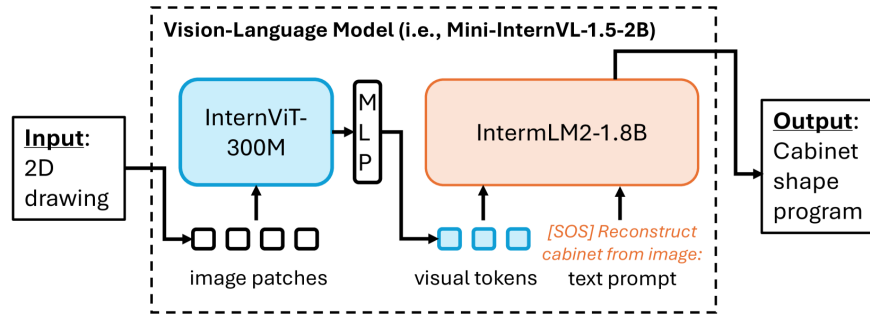 Vision-Language Model (i.e., Mini-InternVL-1.5-2B)
Input:
2D
drawing
InternViT-
300M
M
L
P
IntermLM2-1.8B
Output:
Cabinet
shape
program
image patches
visual tokens
[SOS] Reconstruct
cabinet from image:
text prompt